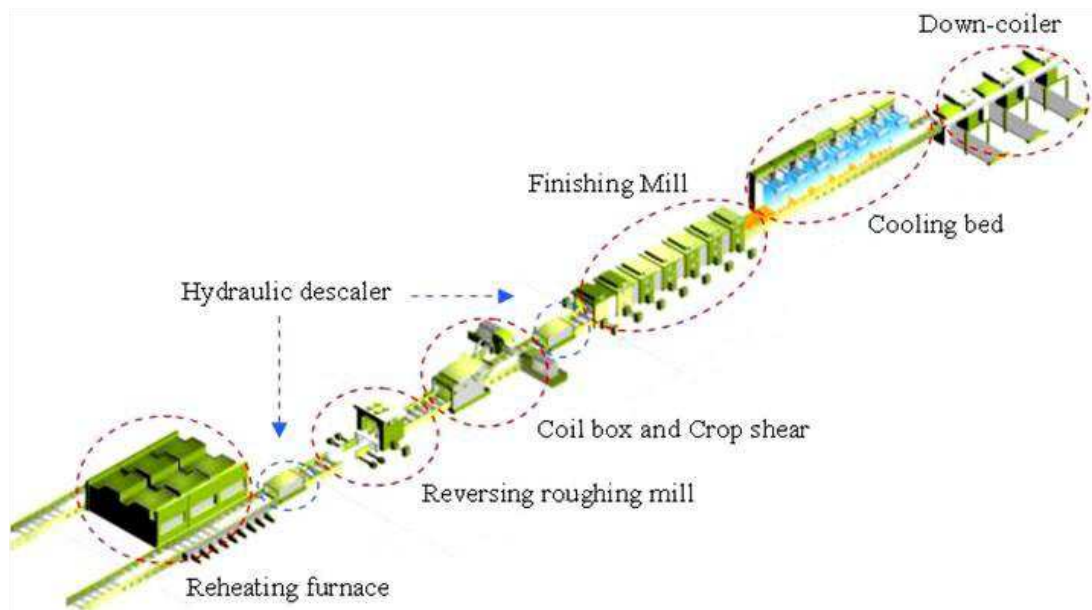 Down-coiler
Finishing Mill
Cooling bed
Hydraulic descaler
Coil box and Crop shear
Reversing roughing mill
Reheating furnace